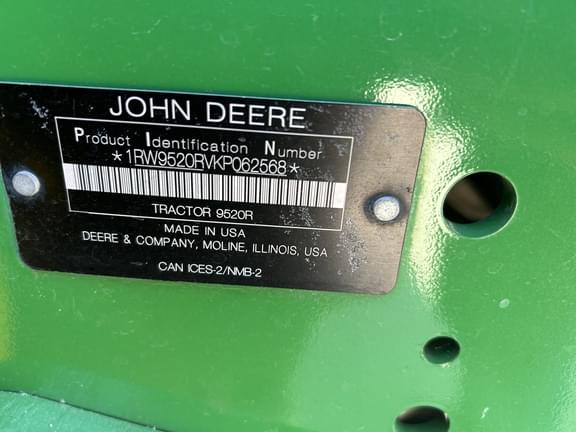 JOHN DEERE
Product Identification Number
*1RW9520RVKP062568*
TRACTOR 9520R
MADE IN USA
DEERE & COMPANY, MOLINE, ILLINOIS, USA
CAN ICES-2/NMB-2